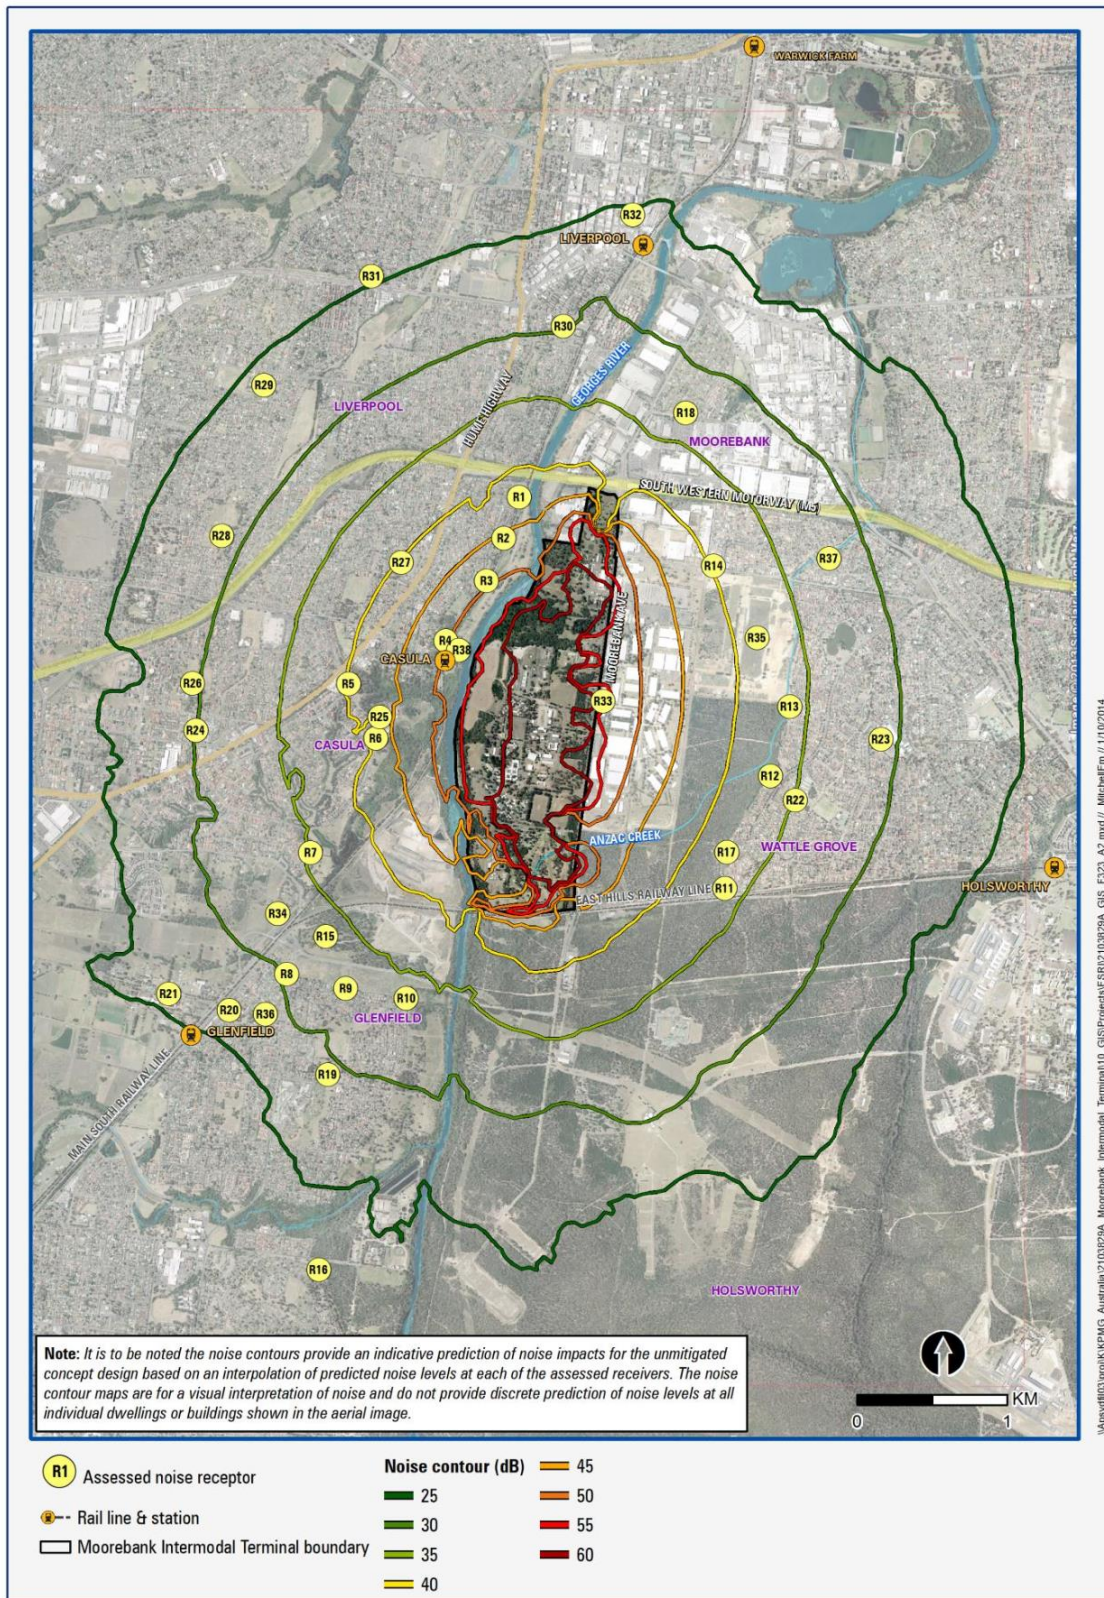 WARWICK FARM
R32
LIVERPOOL
R31
R30
R29
GEORGES RIVER
LIVERPOOL
HUME HIGHWAY
R18
MOOREBANK
SOUTH WESTERN MOTORWAY (M5)
R1
R2
R28
R27
R14
R37
R3
MOOREBANK AVE
R4
R38
R35
CASULA
R26
R5
R33
R13
R25
R24
R6
CASULA
R23
R12
R22
ANZAC CREEK
WATTLE GROVE
R7
R17
HOLSWORTHY
R11
EAST HILLS RAILWAY LINE
R34
R15
R8
R21
R9
R10
R20
R36
GLENFIELD
GLENFIELD
R19
MAIN SOUTH RAILWAY LINE
R16
HOLSWORTHY
Note: It is to be noted the noise contours provide an indicative prediction of noise impacts for the unmitigated
concept design based on an interpolation of predicted noise levels at each of the assessed receivers. The noise
contour maps are for a visual interpretation of noise and do not provide discrete prediction of noise levels at all
individual dwellings or buildings shown in the aerial image.
KM
0 1
R1 Assessed noise receptor
Rail line & station
Moorebank Intermodal Terminal boundary
Noise contour (dB)
25
30
35
40
45
50
55
60